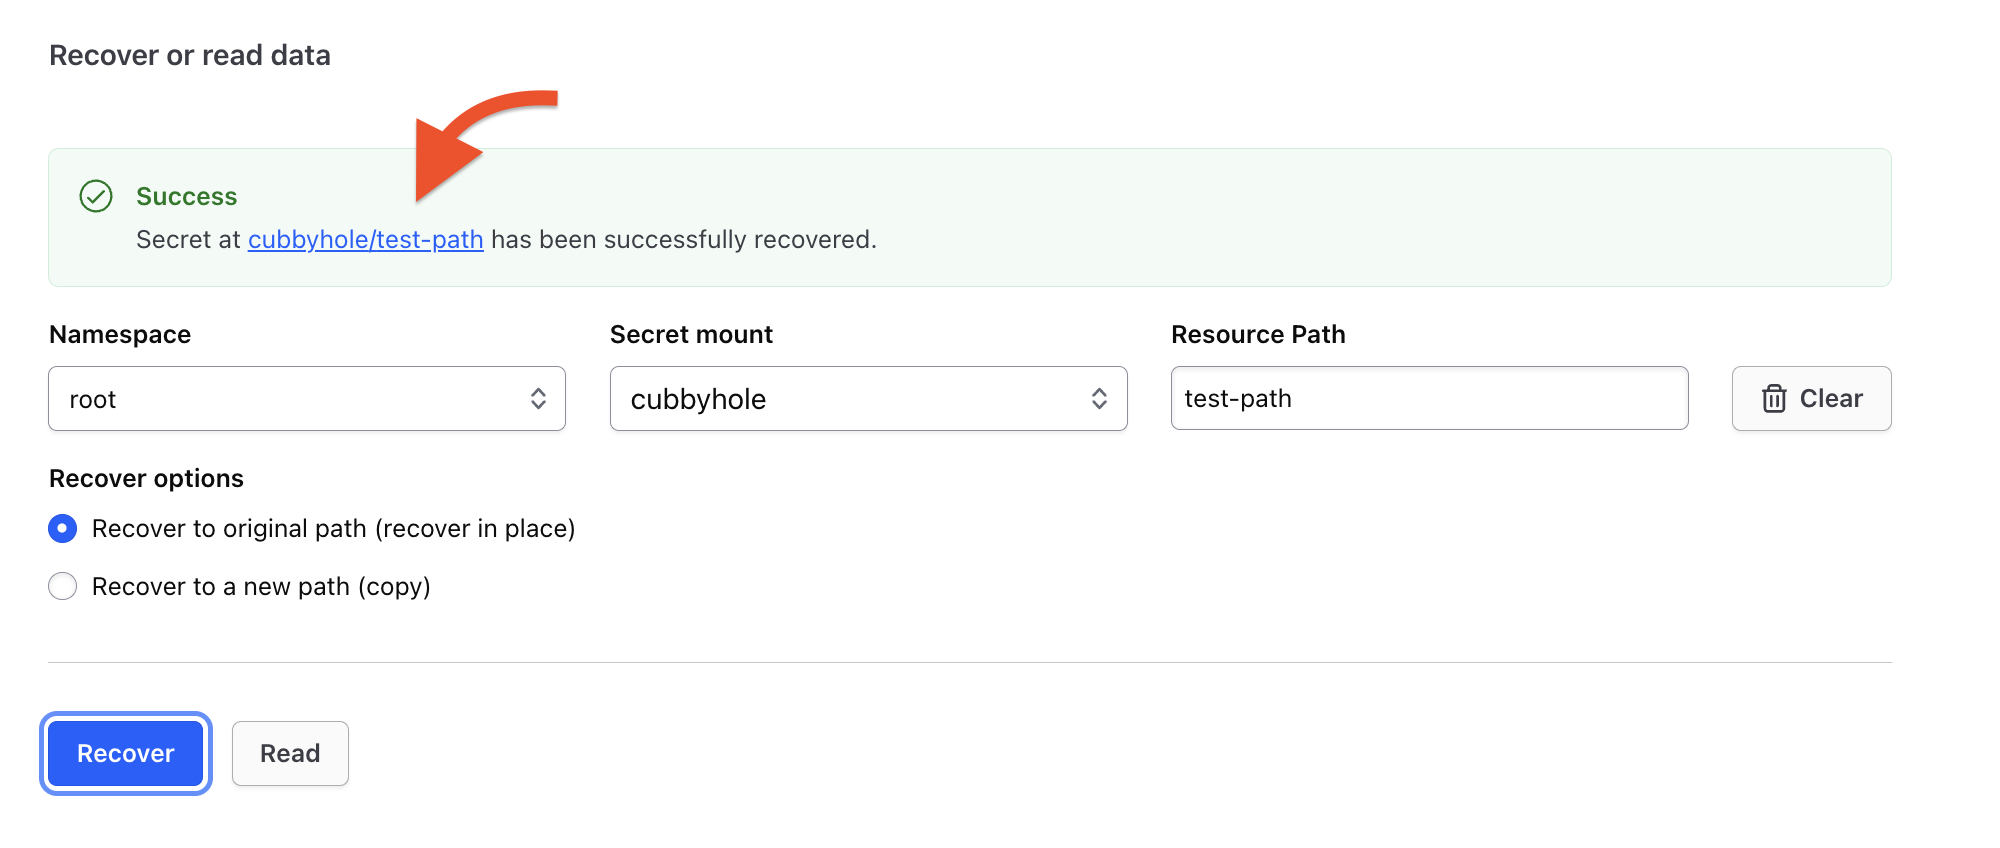 Recover or read data
Success
Secret at cubbyhole/test-path has been successfully recovered.
Namespace
Secret mount
Resource Path
root
cubbyhole
test-path
Clear
Recover options
Recover to original path (recover in place)
Recover to a new path (copy)
Recover
Read